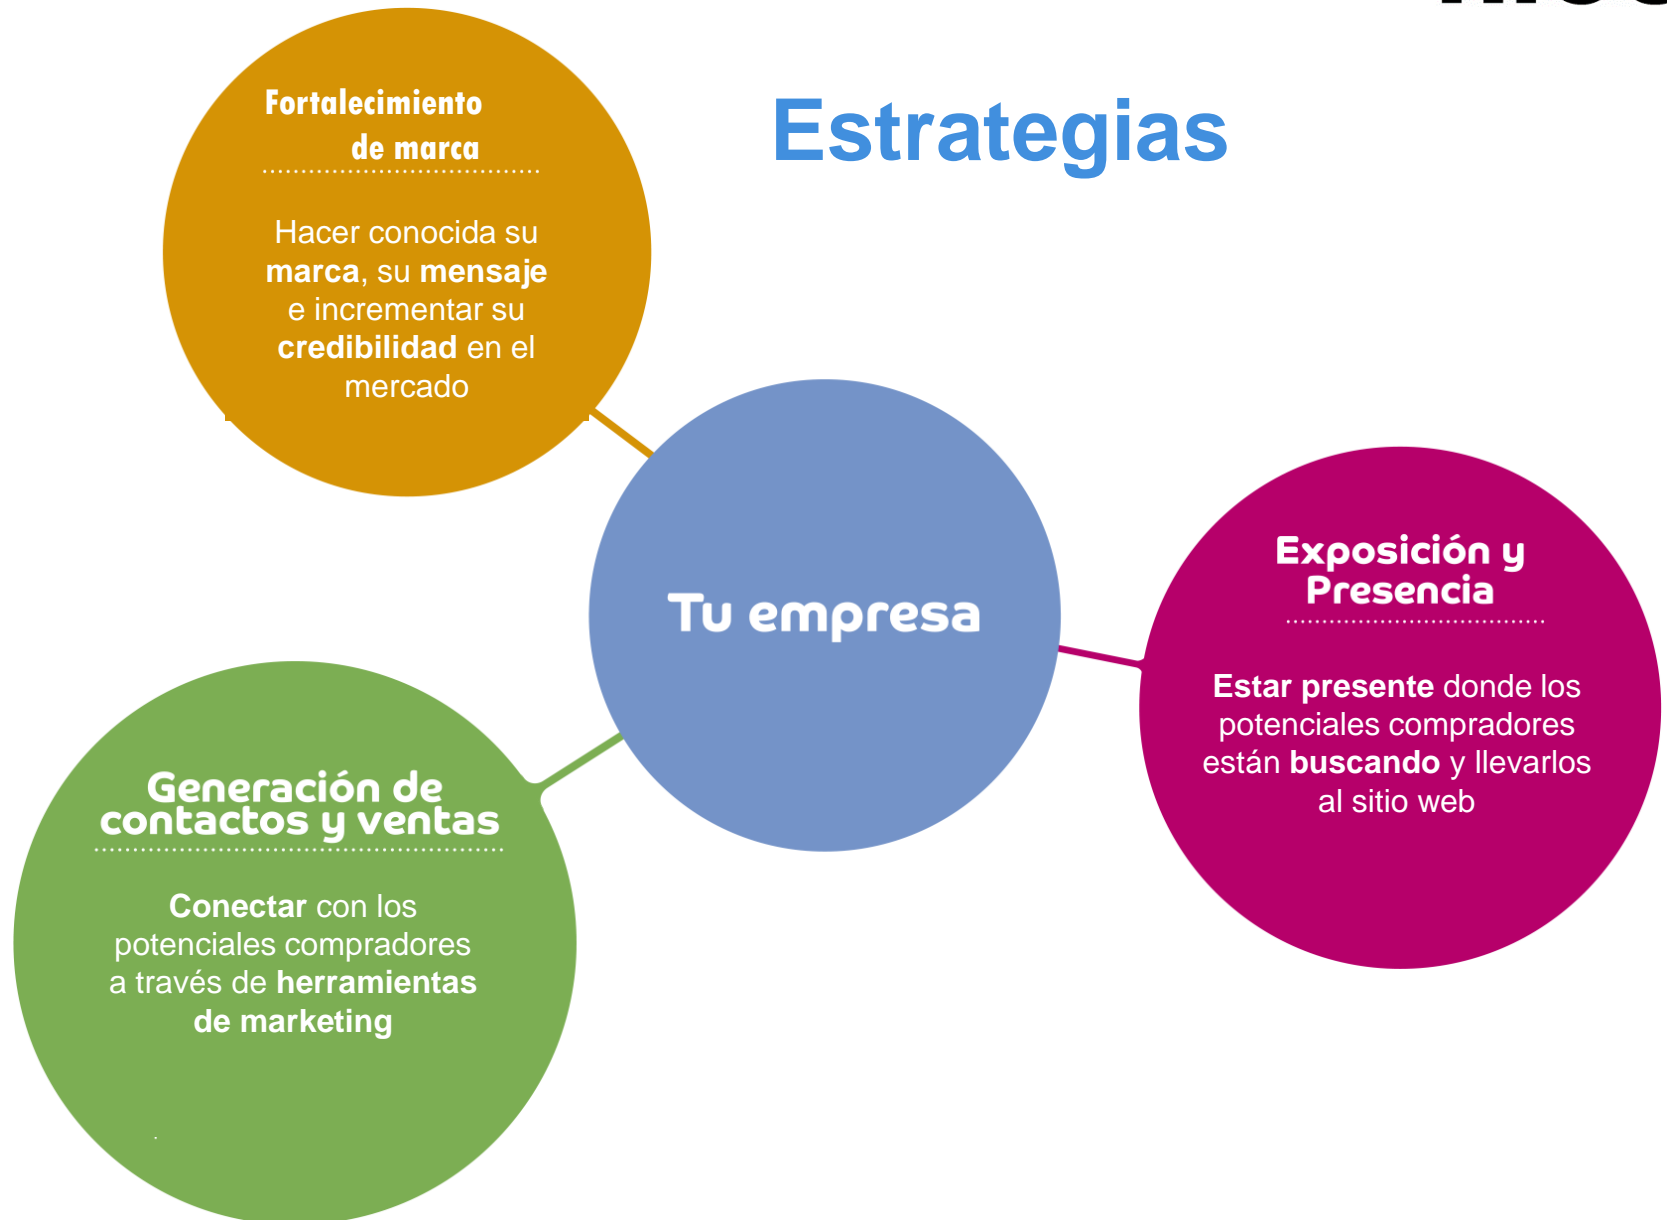 Estrategias
Fortalecimiento
de marca
Hacer conocida su
marca, su mensaje
e incrementar su
credibilidad en el
mercado
Tu empresa
Exposición y
Presencia
Estar presente donde los
potenciales compradores
están buscando y llevarlos
al sitio web
Generación de
contactos y ventas
Conectar con los
potenciales compradores
a través de herramientas
de marketing
.